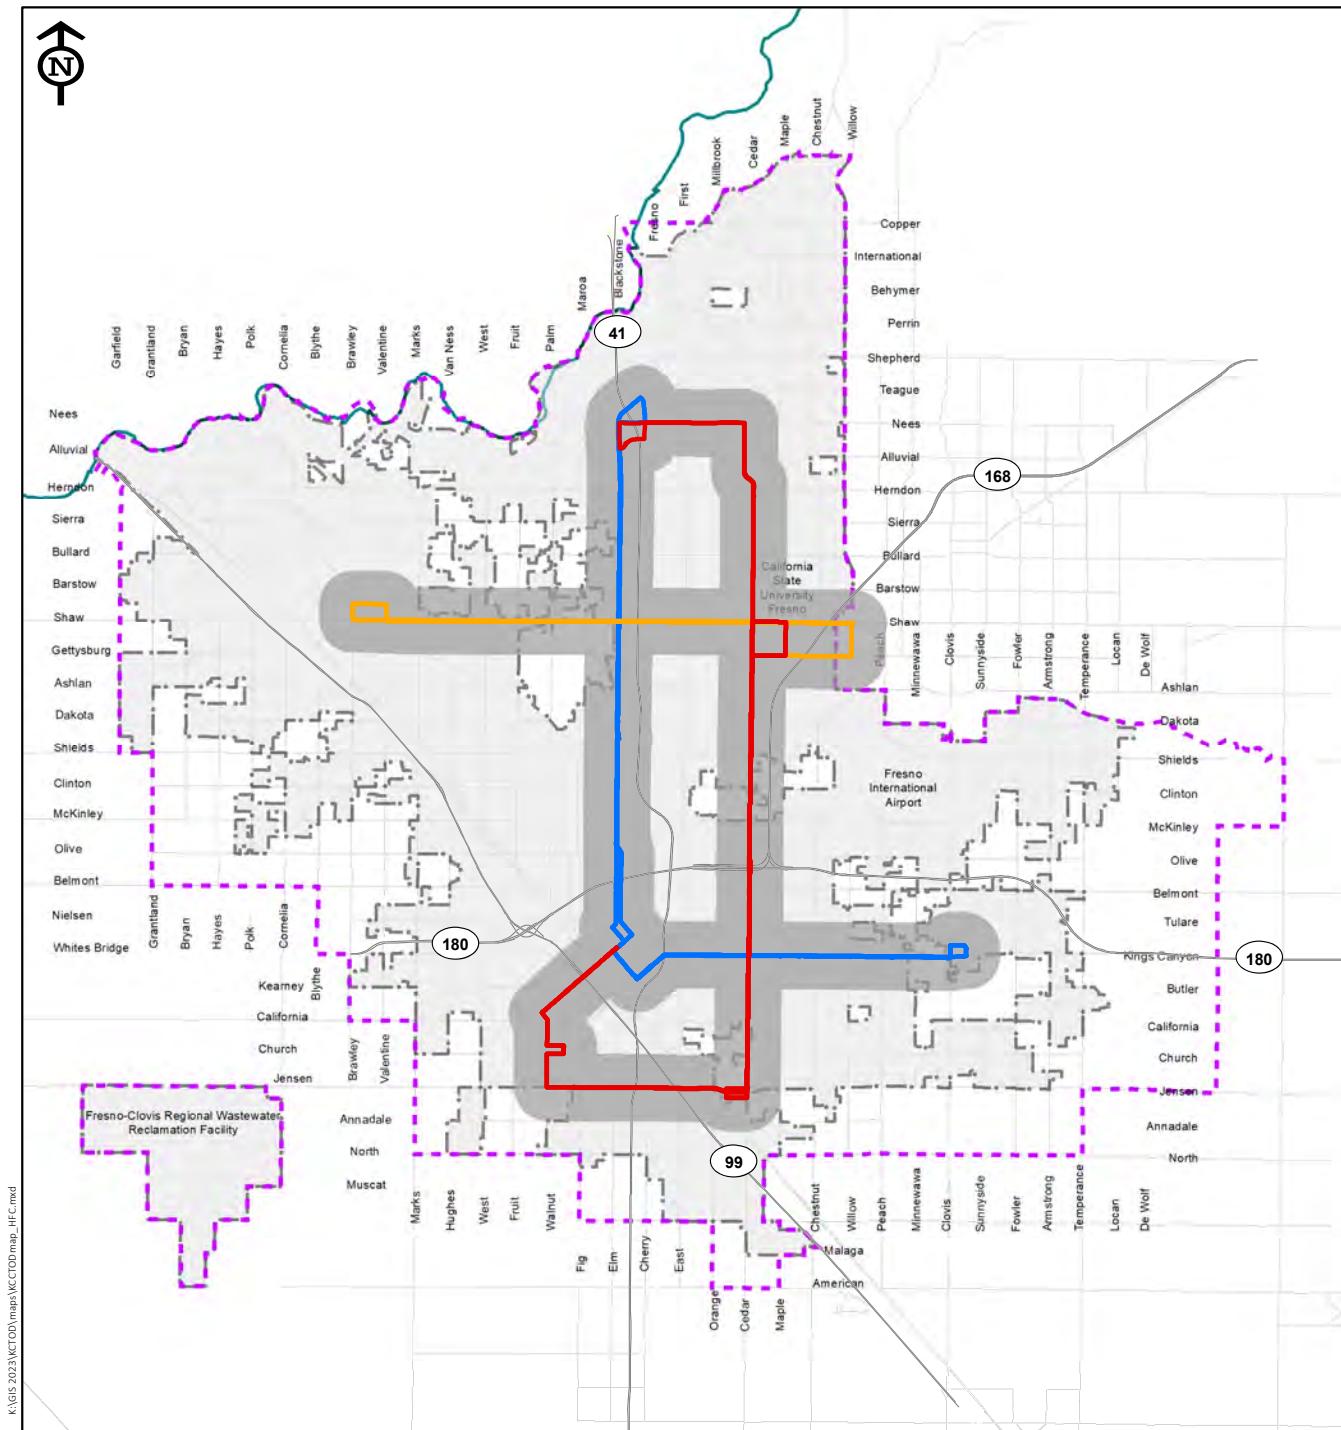 N
Chestnut
Willow
Maple
Cedar
Millbrook
First
Fresno
Blackstone
Maroa
Copper
International
Behymer
Perrin
Shepherd
Teague
Nees
Alluvial
Herndon
Sierra
Bullard
Barstow
Shaw
41
Garfield
Grantland
Bryan
Hayes
Polk
Cornelia
Blythe
Brawley
Valentine
Marks
Van Ness
West
Fruit
Palm
168
Nees
Alluvial
Herndon
Sierra
Bullard
Barstow
Shaw
Gettysburg
Ashlan
Dakota
Shields
Clinton
McKinley
Olive
Belmont
Nielsen
Whites Bridge
California
State
University
Fresno
Peach
Minnewawa
Clovis
Sunnyside
Fowler
Armstrong
Temperance
Locan
De Wolf
Ashlan
Dakota
Shields
Clinton
McKinley
Olive
Belmont
Tulare
Kings Canyon
Butler
California
Church
Jensen
Annadale
North
Fresno
International
Airport
Grantland
Bryan
Hayes
Polk
Cornelia
Blythe
180
180
Kearney
California
Church
Jensen
Brawley
Valentine
Annadale
North
Muscat
Fresno-Clovis Regional Wastewater
Reclamation Facility
99
Marks
Hughes
West
Fruit
Walnut
Fig
Elm
Cherry
East
Orange
Cedar
Maple
Chestnut
Willow
Peach
Minnewawa
Clovis
Sunnyside
Fowler
Armstrong
Temperance
Locan
De Wolf
Malaga
American
K:\GIS 2023\KCTOD\maps\KCCTODmap_HFC.mxd